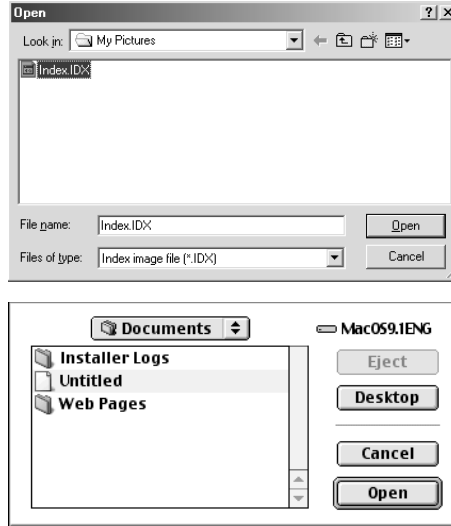 Open
Look in: My Pictures
Index.IDX
File name: Index.IDX Open
Files of type: Index image file (*.IDX) Cancel
Documents MacOS9.1ENG
Installer Logs Eject
Untitled
Web Pages Desktop
Cancel
Open